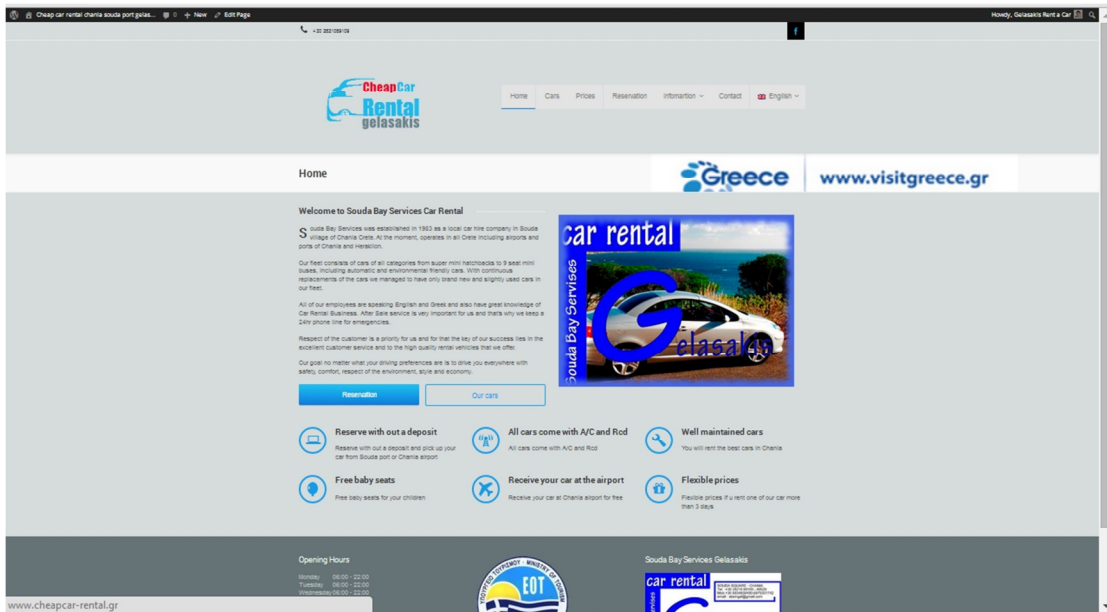 Cheap car rental chania souda port gelas... 0 New Edit Page
Howdy, Gelasakis Rent a Car
CheapCar
Rental
gelasakis
Home Cars Prices Reservation Infomartion Contact English
Home
Greece www.visitgreece.gr
Welcome to Souda Bay Services Car Rental
Souda Bay Services was established in 1983 as a local car hire company in Souda
village of Chania Crete. At the moment, operates in all Crete including airports and
ports of Chania and Heraklion.
Our fleet consists of cars of all categories from super mini hatchbacks to 9 seat mini
buses, including automatic and environmental friendly cars. With continuous
replacements of the cars we managed to have only brand new and slightly used cars in
our fleet.
All of our employees are speaking English and Greek and also have great knowledge of
Car Rental Business. After Sale service is very important for us and that's why we keep a
24hr phone line for emergencies.
Respect of the customer is a priority for us and for that the key of our success lies in the
excellent customer service and to the high quality rental vehicles that we offer.
Our goal no matter what your driving preferences are is to drive you everywhere with
safety, comfort, respect of the environment, style and economy.
Reservation Our cars
car rental
Souda Bay Servises
Gelasakis
Reserve with out a deposit
Reserve with out a deposit and pick up your
car from Souda port or Chania airport
All cars come with A/C and Rcd
All cars come with A/C and Rcd
Well maintained cars
You will rent the best cars in Chania
Free baby seats
Free baby seats for your children
Receive your car at the airport
Receive your car at Chania airport for free
Flexible prices
Flexible prices if u rent one of our car more
than 3 days
Opening Hours
Monday 06:00 - 22:00
Tuesday 06:00 - 22:00
Wednesday 06:00 - 22:00
ΥΠΟΥΡΓΕΙΟ ΤΟΥΡΙΣΜΟΥ - MINISTRY OF TOURISM
EOT
Souda Bay Services Gelasakis
car rental
www.cheapcar-rental.gr